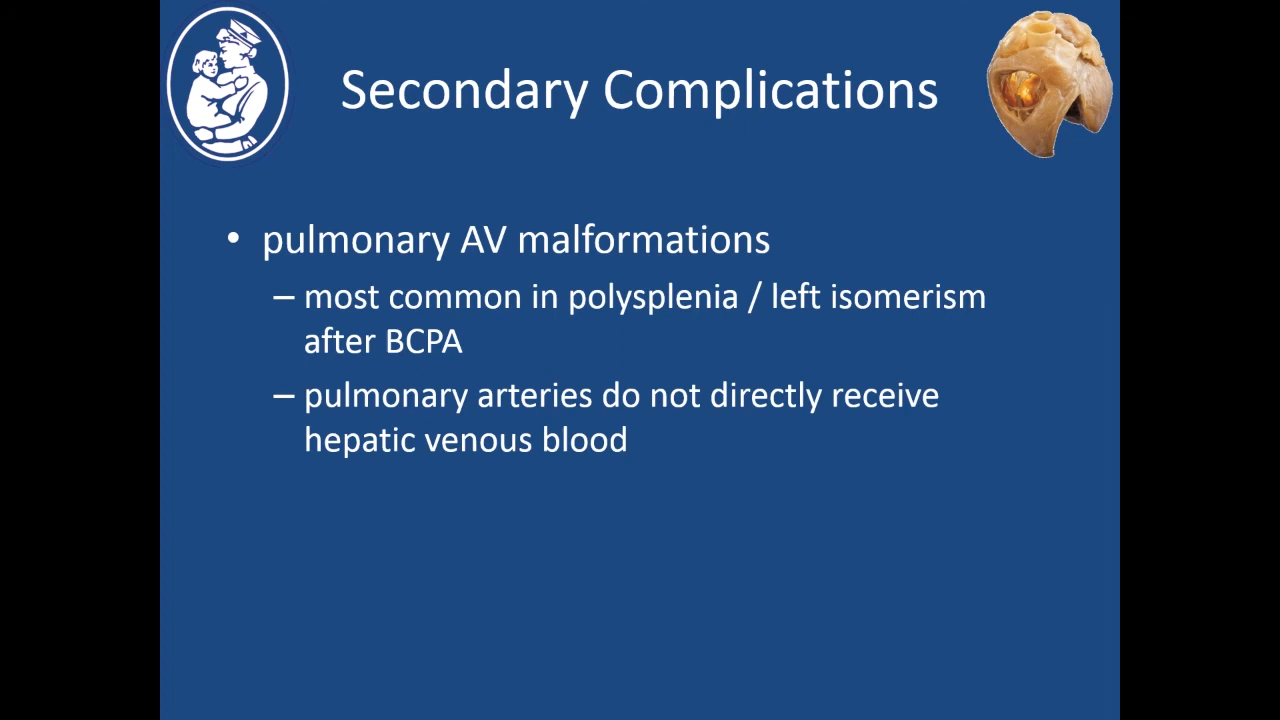 Secondary Complications
• pulmonary AV malformations
– most common in polysplenia / left isomerism
after BCPA
– pulmonary arteries do not directly receive
hepatic venous blood